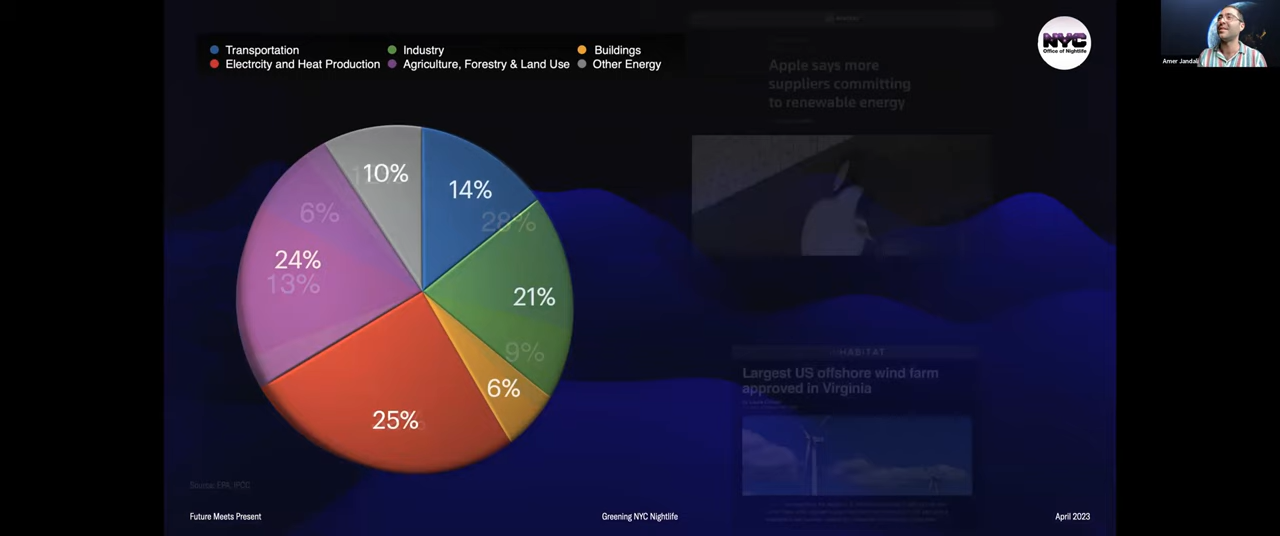 Transportation
Industry
Buildings
Electrcity and Heat Production
Agriculture, Forestry & Land Use
Other Energy
NYC
Office of Nightlife
Amer Jandali
Apple says more
suppliers committing
to renewable energy
10%
14%
28%
6%
24%
13%
21%
9%
6%
25%
HABITAT
Largest US offshore wind farm
approved in Virginia
Source: EPA, IPCC
Future Meets Present
Greening NYC Nightlife
April 2023